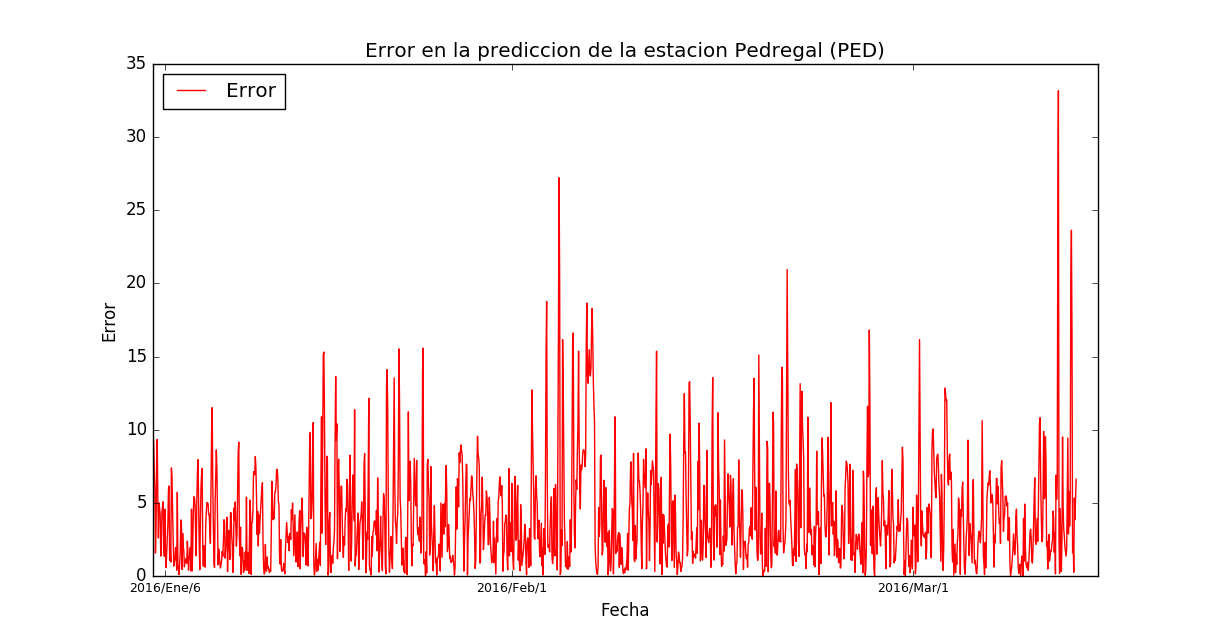 Error en la prediccion de la estacion Pedregal (PED)
Error
35
30
25
20
15
10
5
0
Error
2016/Ene/6
2016/Feb/1
2016/Mar/1
Fecha